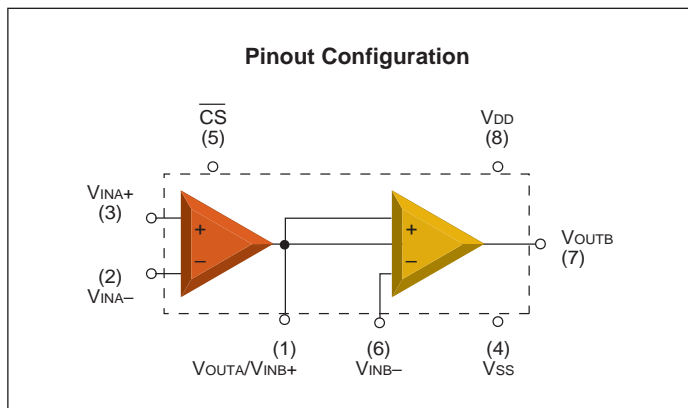 Pinout Configuration
CS
(5)
VDD
(8)
VINA+
(3)
+
−
+
−
VOUTB
(7)
(2)
VINA–
(1)
VOUTA/VINB+
(6)
VINB–
(4)
VSS